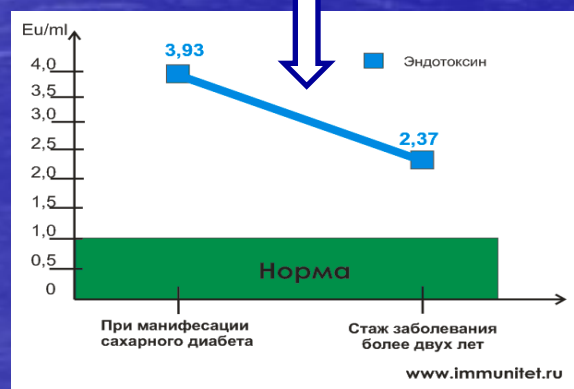 Eu/ml
3,93
Эндотоксин
4,0
3,5
3,0
2,37
2,5
2,0
1,5
1,0
Норма
0,5
0
При манифесации
сахарного диабета
Стаж заболевания
более двух лет
www.immunitet.ru